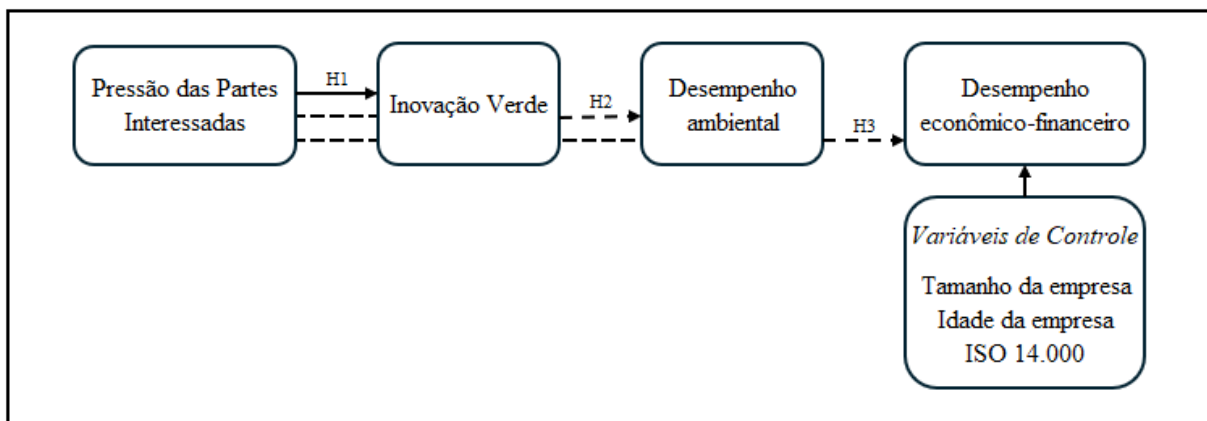 Pressão das Partes
Interessadas
H1
Inovação Verde
H2
Desempenho
ambiental
H3
Desempenho
econômico-financeiro
Variáveis de Controle
Tamanho da empresa
Idade da empresa
ISO 14.000